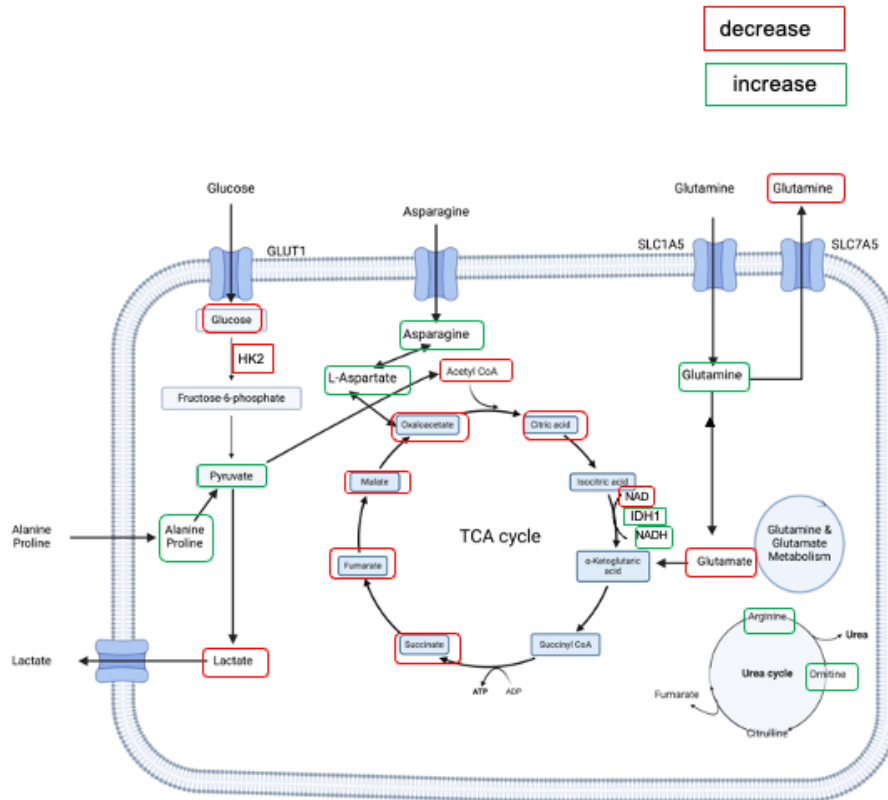 decrease
increase
Glucose
Asparagine
Glutamine
Glutamine
GLUT1
SLC1A5
SLC7A5
Glucose
HK2
Fructose-6-phosphate
Pyruvate
Alanine
Proline
Alanine
Proline
Lactate
Lactate
Asparagine
L-Aspartate
Acetyl CoA
Oxaloacetate
Citric acid
Malate
Isocitric acid
NAD
IDH1
NADH
TCA cycle
Fumarate
α-Ketoglutaric
acid
Succinate
Succinyl CoA
ATP
ADP
Glutamine
Glutamate
Glutamine &
Glutamate
Metabolism
Arginine
Urea
Urea cycle
Ornitine
Fumarate
Citrulline